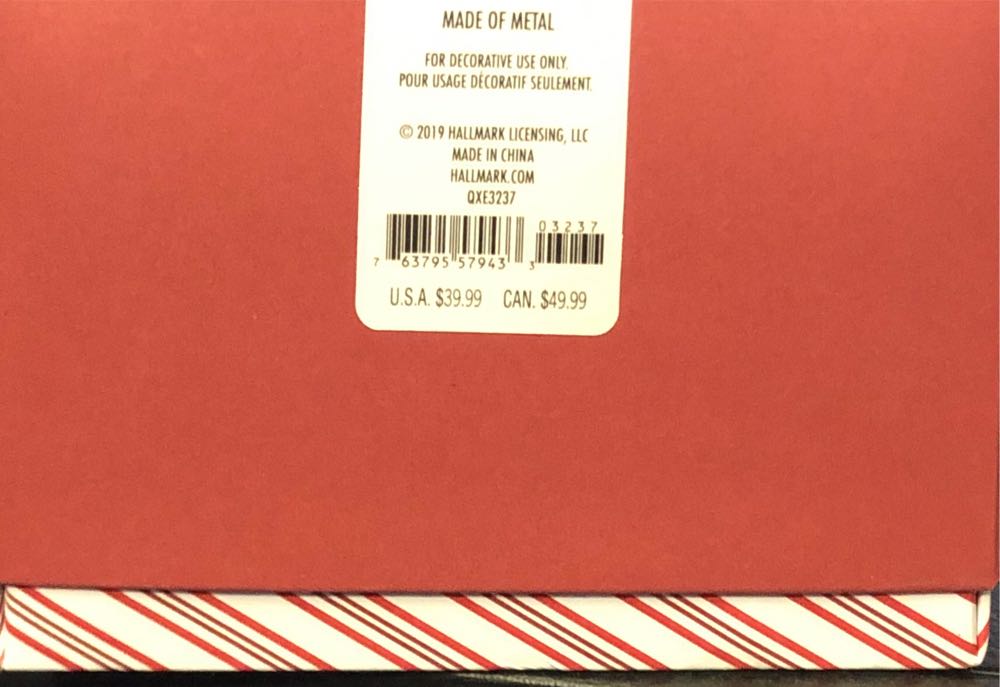 MADE OF METAL
FOR DECORATIVE USE ONLY.
POUR USAGE DÉCORATIF SEULEMENT.
© 2019 HALLMARK LICENSING, LLC
MADE IN CHINA
HALLMARK.COM
QXE3237
03237
7 63795 57943 3
U.S.A. $39.99 CAN. $49.99